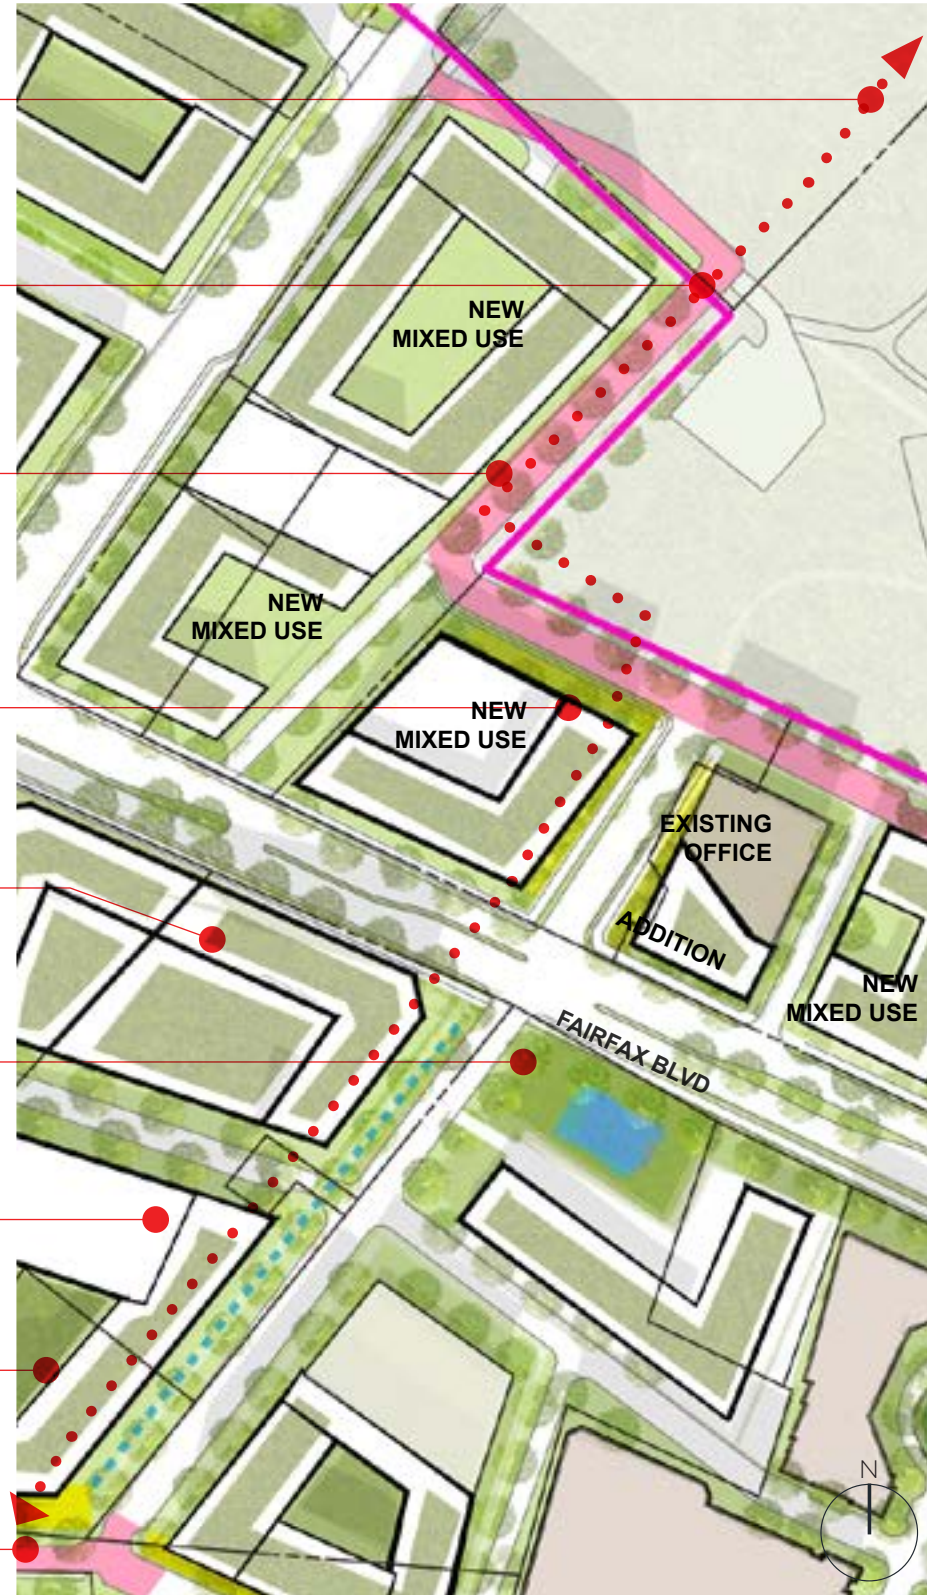 NEW
MIXED USE
NEW
MIXED USE
NEW
MIXED USE
EXISTING
OFFICE
ADDITION
NEW
MIXED USE
FAIRFAX BLVD
N